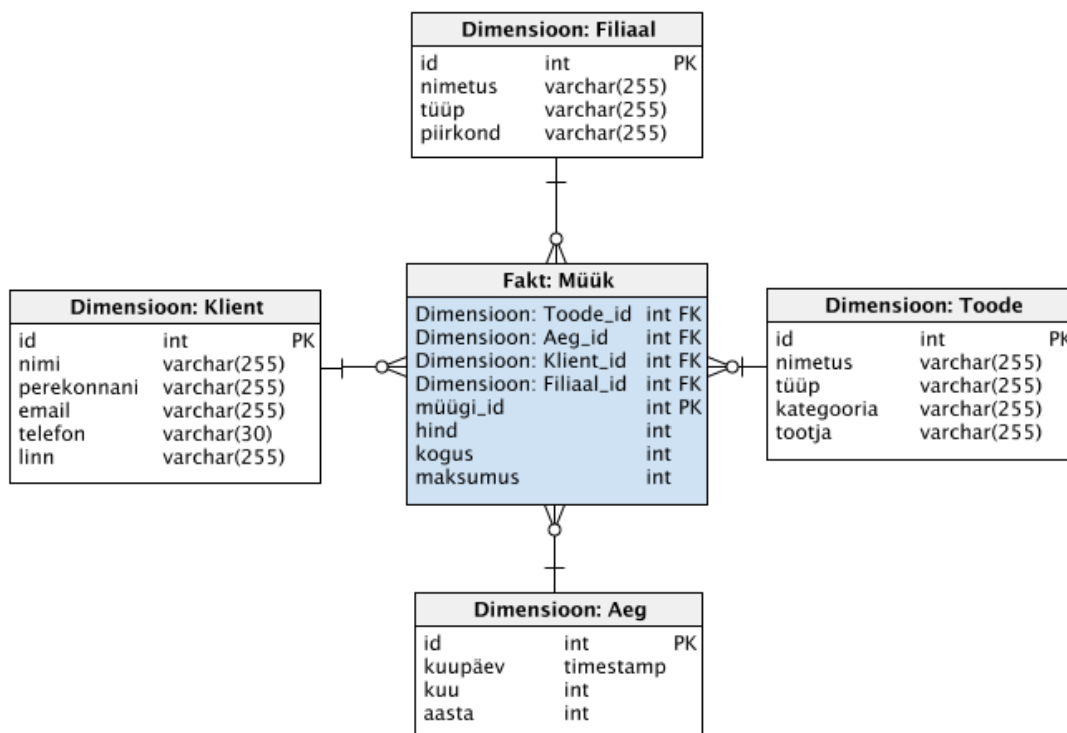 Dimensioon: Filiaal
id int PK
nimetus varchar(255)
tüüp varchar(255)
piirkond varchar(255)
Dimensioon: Klient
id int PK
nimi varchar(255)
perekonnani varchar(255)
email varchar(255)
telefon varchar(30)
linn varchar(255)
Fakt: Müük
Dimensioon: Toode_id int FK
Dimensioon: Aeg_id int FK
Dimensioon: Klient_id int FK
Dimensioon: Filiaal_id int FK
müügi_id int PK
hind int
kogus int
maksumus int
Dimensioon: Toode
id int PK
nimetus varchar(255)
tüüp varchar(255)
kategooria varchar(255)
tootja varchar(255)
Dimensioon: Aeg
id int PK
kuupäev timestamp
kuu int
aasta int